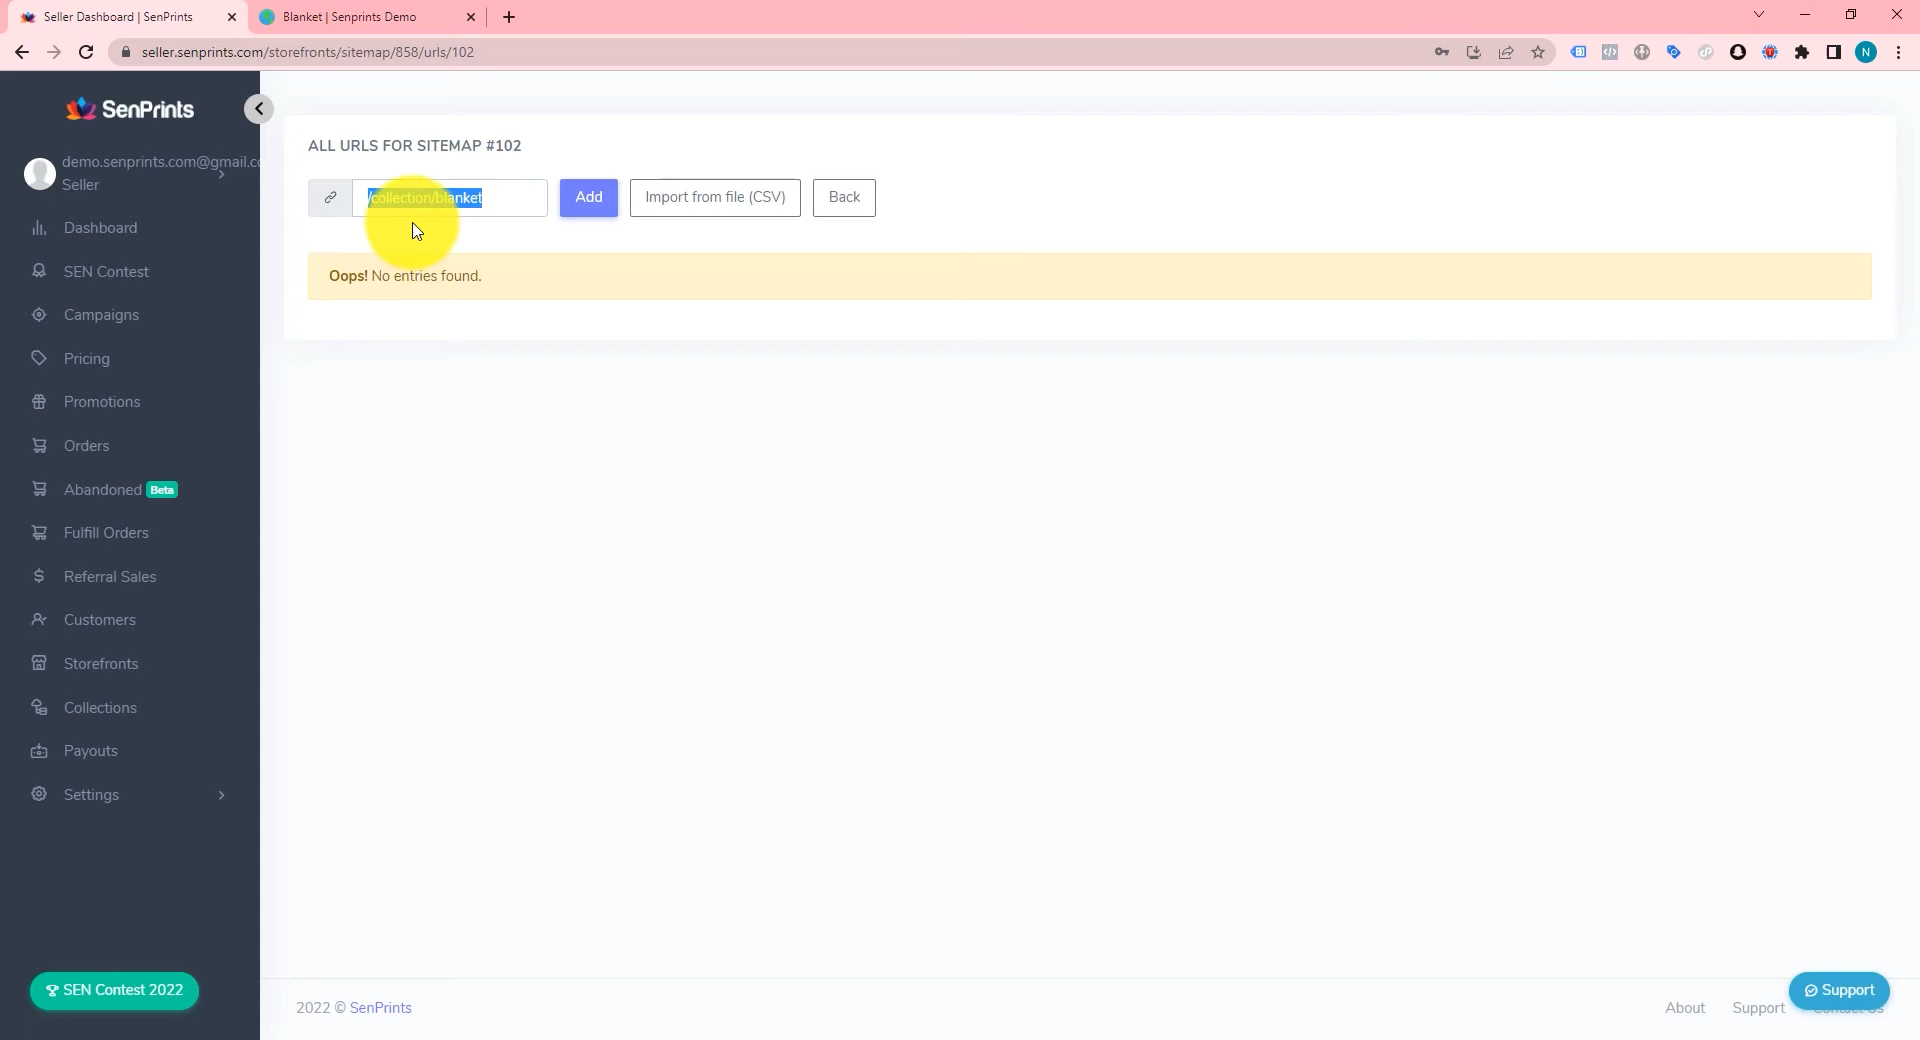 Seller Dashboard | SenPrints
Blanket | Senprints Demo
seller.senprints.com/storefronts/sitemap/858/urls/102
N
SenPrints
demo.senprints.com@gmail.c
Seller
Dashboard
SEN Contest
Campaigns
Pricing
Promotions
Orders
Abandoned Beta
Fulfill Orders
Referral Sales
Customers
Storefronts
Collections
Payouts
Settings
SEN Contest 2022
ALL URLS FOR SITEMAP #102
/collection/blanket
Add
Import from file (CSV)
Back
Oops! No entries found.
2022 © SenPrints
About
Support
Contact Us
Support